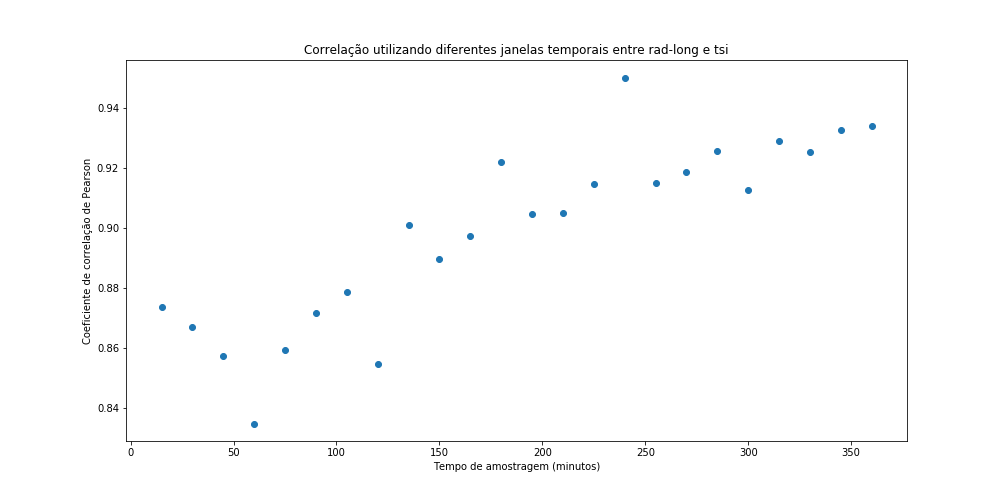 Correlação utilizando diferentes janelas temporais entre rad-long e tsi
Coeficiente de correlação de Pearson
0.94
0.92
0.90
0.88
0.86
0.84
0 50 100 150 200 250 300 350
Tempo de amostragem (minutos)